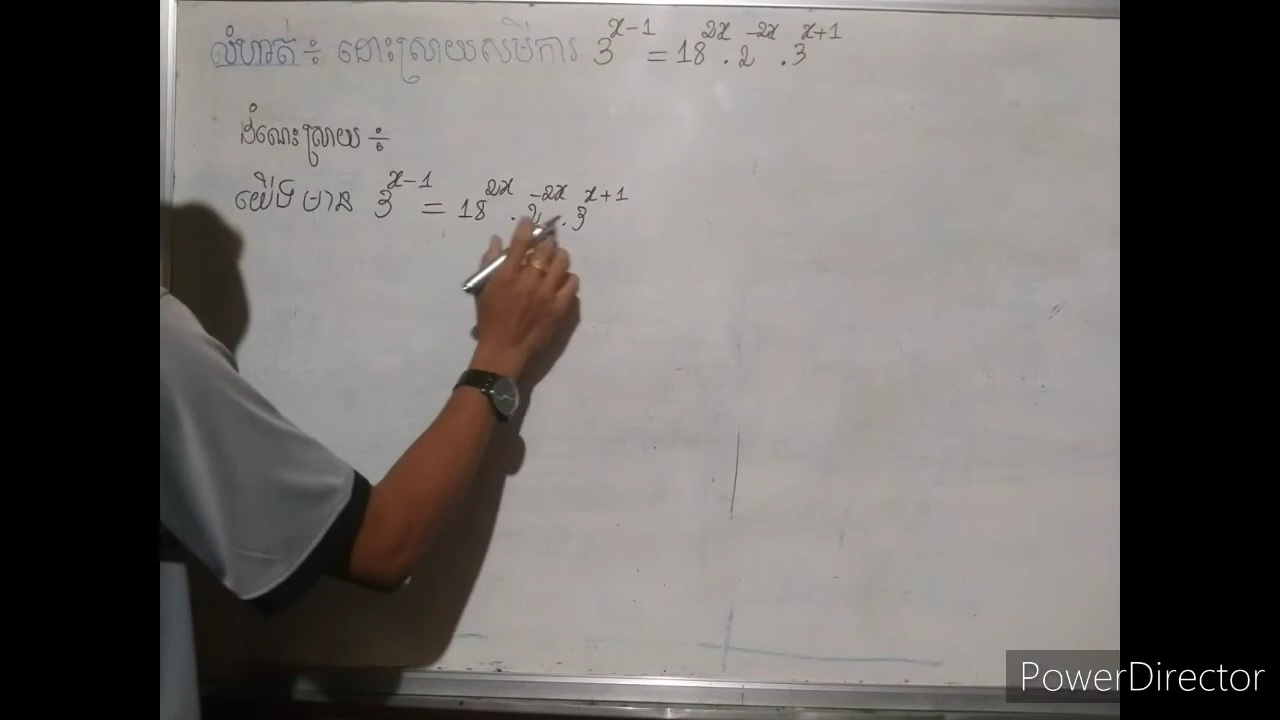 លំហាត់៖ ដោះស្រាយសមីការ 3^{x-1} = 18^{2x} . 2^{-2x} . 3^{x+1}
ដំណោះស្រាយ៖
យើងមាន 3^{x-1} = 18^{2x} . 2^{-2x} . 3^{x+1}
PowerDirector